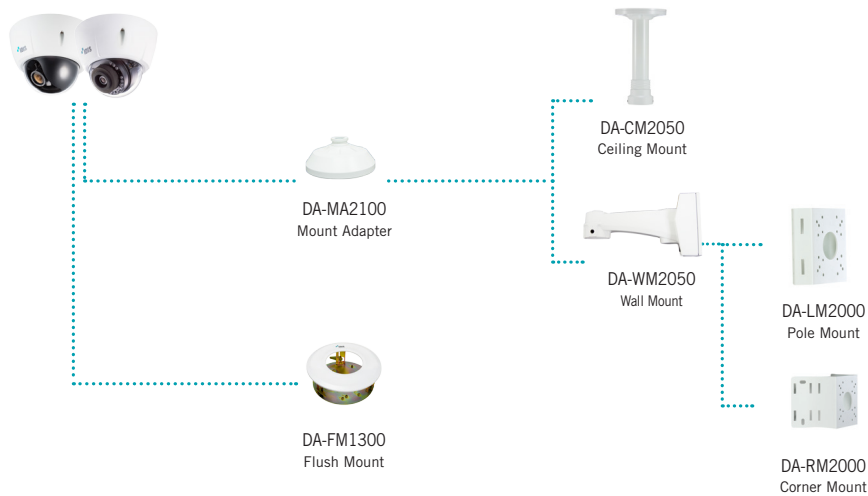 DA-CM2050
Ceiling Mount
DA-MA2100
Mount Adapter
DA-WM2050
Wall Mount
DA-LM2000
Pole Mount
DA-FM1300
Flush Mount
DA-RM2000
Corner Mount